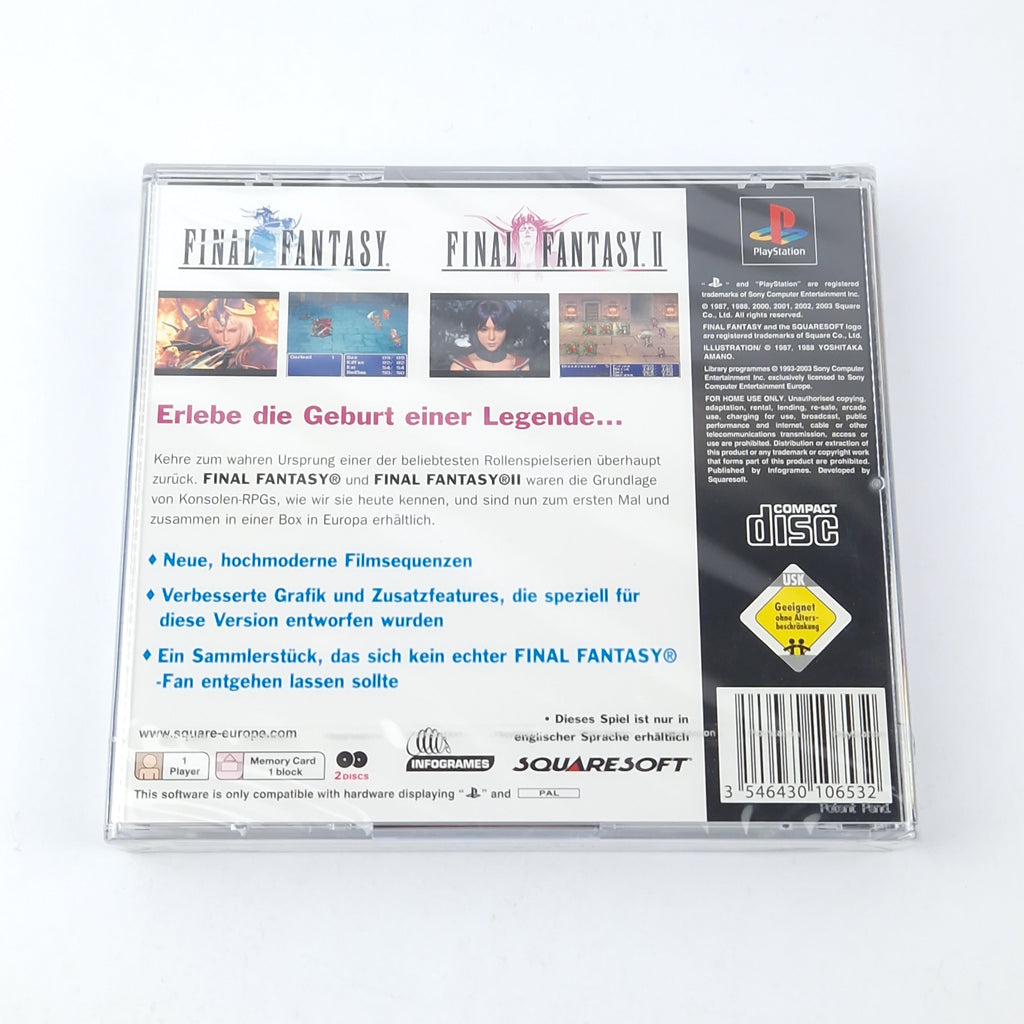 FINAL FANTASY
FINAL FANTASY. II
Erlebe die Geburt einer Legende...
Kehre zum wahren Ursprung einer der beliebtesten Rollenspielserien überhaupt
zurück. FINAL FANTASY® und FINAL FANTASY®II waren die Grundlage
von Konsolen-RPGs, wie wir sie heute kennen, und sind nun zum ersten Mal und
zusammen in einer Box in Europa erhältlich.
♦ Neue, hochmoderne Filmsequenzen
♦ Verbesserte Grafik und Zusatzfeatures, die speziell für
diese Version entworfen wurden
♦ Ein Sammlerstück, das sich kein echter FINAL FANTASY®
-Fan entgehen lassen sollte
• Dieses Spiel ist nur in
englischer Sprache erhältlich
www.square-europe.com
1
Player
Memory Card
1 block
2 DISCS
INFOGRAMES
SQUARESOFT
This software is only compatible with hardware displaying " " and PAL
PlayStation
" " and "PlayStation" are registered
trademarks of Sony Computer Entertainment Inc.
© 1987, 1988, 2000, 2001, 2002, 2003 Square
Co., Ltd. All rights reserved.
FINAL FANTASY and the SQUARESOFT logo
are registered trademarks of Square Co., Ltd.
ILLUSTRATION/ © 1987, 1988 YOSHITAKA
AMANO.
Library programmes © 1993-2003 Sony Computer
Entertainment Inc. exclusively licensed to Sony
Computer Entertainment Europe.
FOR HOME USE ONLY. Unauthorised copying,
adaptation, rental, lending, re-sale, arcade
use, charging for use, broadcast, public
performance and internet, cable or other
telecommunications transmission, access or
use are prohibited. Distribution or extraction of
this product or any trademark or copyright work
that forms part of this product are prohibited.
Published by Infogrames. Developed by
Squaresoft.
COMPACT
disc
USK
Geeignet
ohne Alters-
beschränkung
3 546430 106532
Patent Pend.